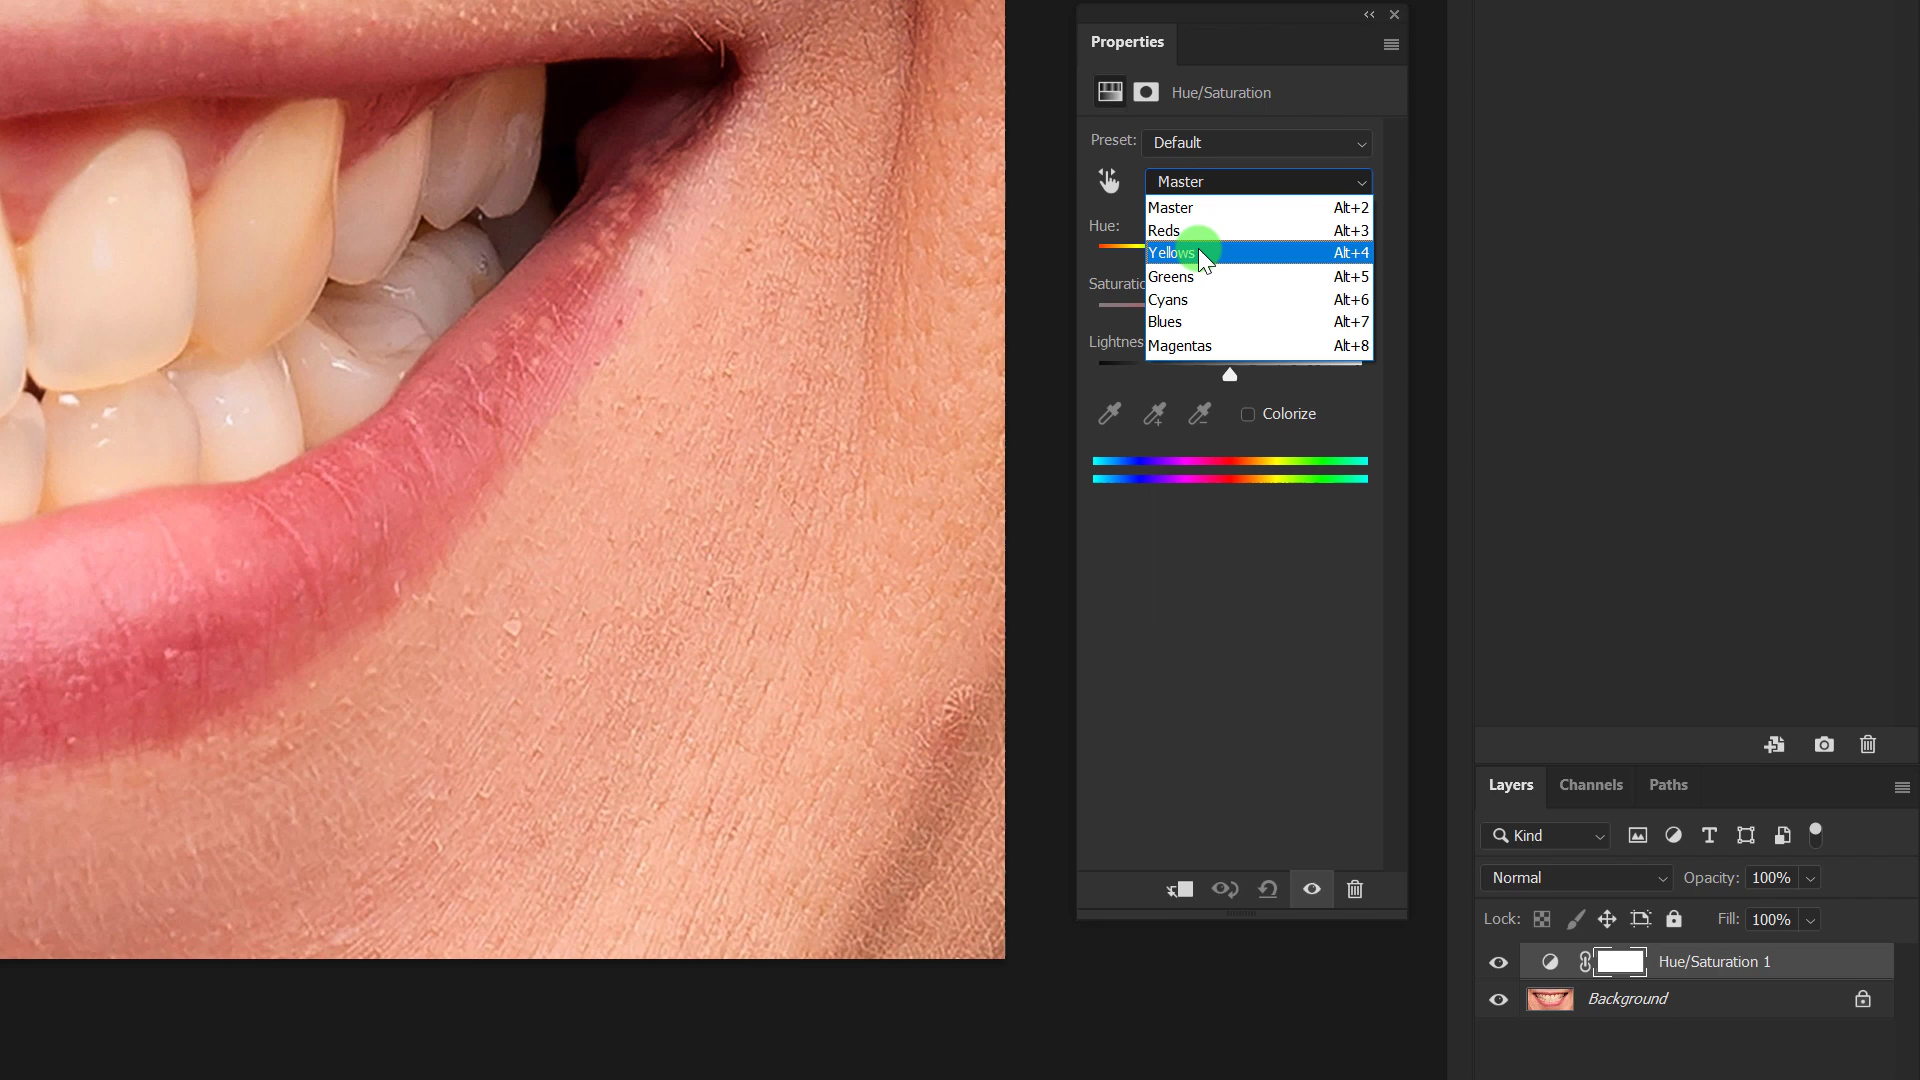 Properties
Hue/Saturation
Preset: Default
Master
Master Alt+2
Hue:
Reds Alt+3
Yellows Alt+4
Greens Alt+5
Saturatio
Cyans Alt+6
Blues Alt+7
Lightnes
Magentas Alt+8
Colorize
Layers Channels Paths
Kind
Normal Opacity: 100%
Lock: Fill: 100%
Hue/Saturation 1
Background